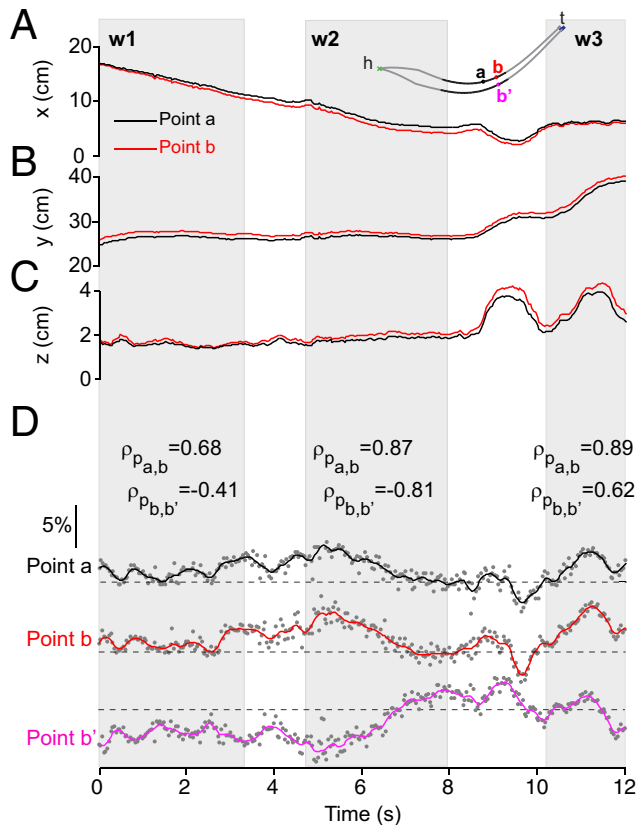 A
w1
w2
w3
h
t
a
b
b'
x (cm)
20
10
0
Point a
Point b
B
y (cm)
40
30
20
C
z (cm)
4
2
0
D
ρpa,b=0.68
ρpb,b'=-0.41
ρpa,b=0.87
ρpb,b'=-0.81
ρpa,b=0.89
ρpb,b'=0.62
5%
Point a
Point b
Point b'
0 2 4 6 8 10 12
Time (s)